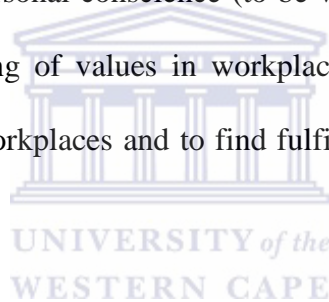 sonal conscience (to be
ng of values in workplac
orkplaces and to find fulfi
UNIVERSITY of the
WESTERN CAPE